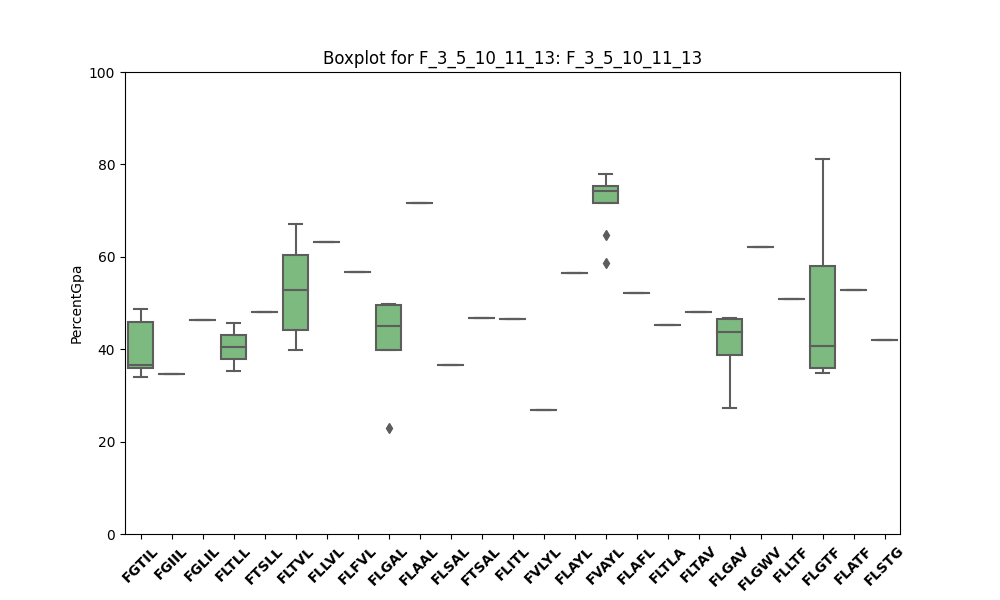 Boxplot for F_3_5_10_11_13: F_3_5_10_11_13
100
80
60
40
20
0
PercentGpa
FGTIL
FGIIL
FGLIL
FLTLL
FTSLL
FLTVL
FLLVL
FLFVL
FLGAL
FLAAL
FLSAL
FTSAL
FLITL
FVLYL
FLAYL
FVAYL
FLAFL
FLTLA
FLTAV
FLGAV
FLGWV
FLLTF
FLGTF
FLATF
FLSTG